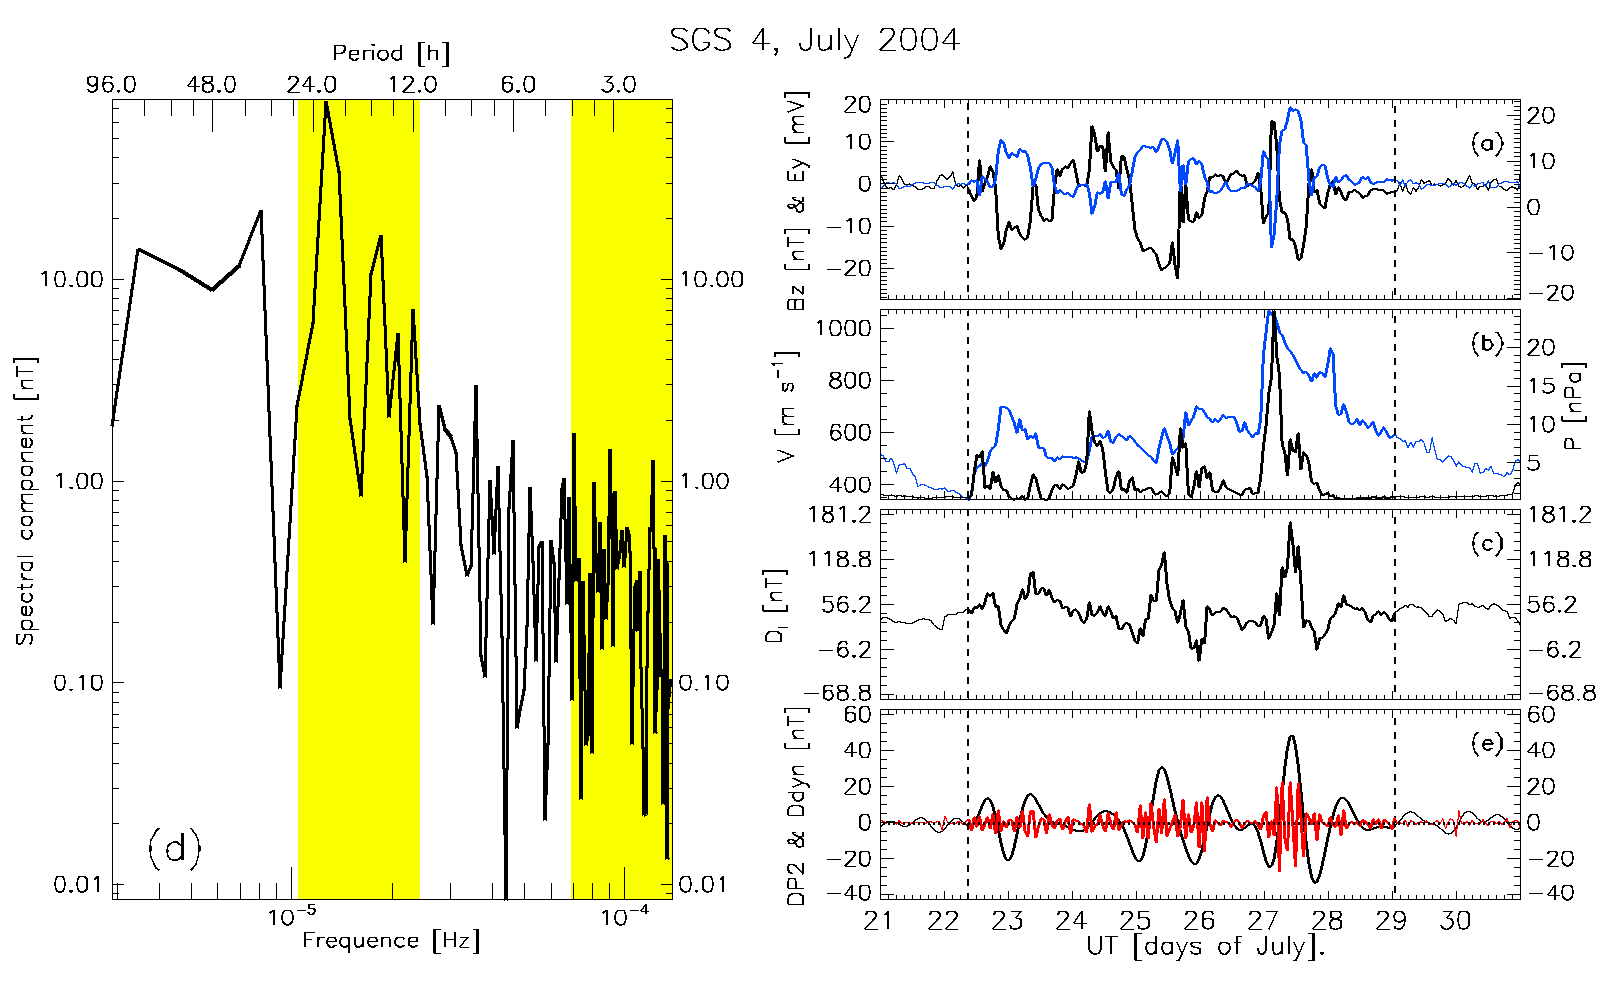 SGS 4, July 2004
Period [h]
96.0 48.0 24.0 12.0 6.0 3.0
Spectral component [nT]
10.00
1.00
0.10
0.01
10.00
1.00
0.10
0.01
(d)
10⁻⁵ 10⁻⁴
Frequence [Hz]
Bz [nT] & Ey [mV]
20
10
0
−10
−20
(a)
20
10
0
−10
−20
V [m s⁻¹]
1000
800
600
400
(b)
20
15
10
5
P [nPa]
D_I [nT]
181.2
118.8
56.2
−6.2
−68.8
(c)
181.2
118.8
56.2
−6.2
−68.8
DP2 & Ddyn [nT]
60
40
20
0
−20
−40
(e)
60
40
20
0
−20
−40
21 22 23 24 25 26 27 28 29 30
UT [days of July].